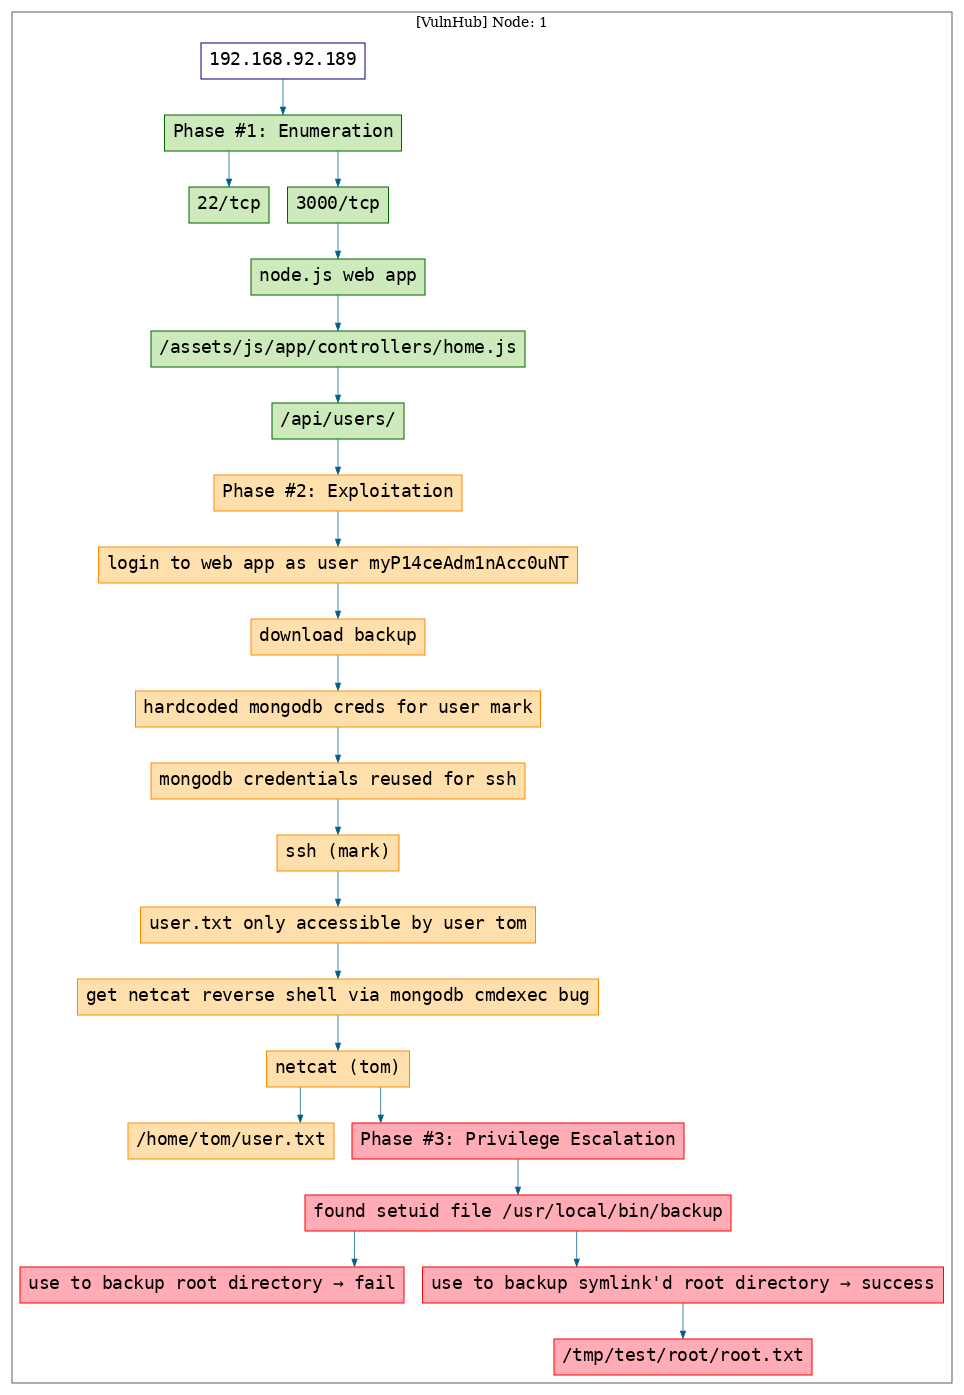 [VulnHub] Node: 1
192.168.92.189
Phase #1: Enumeration
22/tcp
3000/tcp
node.js web app
/assets/js/app/controllers/home.js
/api/users/
Phase #2: Exploitation
login to web app as user myP14ceAdm1nAcc0uNT
download backup
hardcoded mongodb creds for user mark
mongodb credentials reused for ssh
ssh (mark)
user.txt only accessible by user tom
get netcat reverse shell via mongodb cmdexec bug
netcat (tom)
/home/tom/user.txt
Phase #3: Privilege Escalation
found setuid file /usr/local/bin/backup
use to backup root directory → fail
use to backup symlink'd root directory → success
/tmp/test/root/root.txt